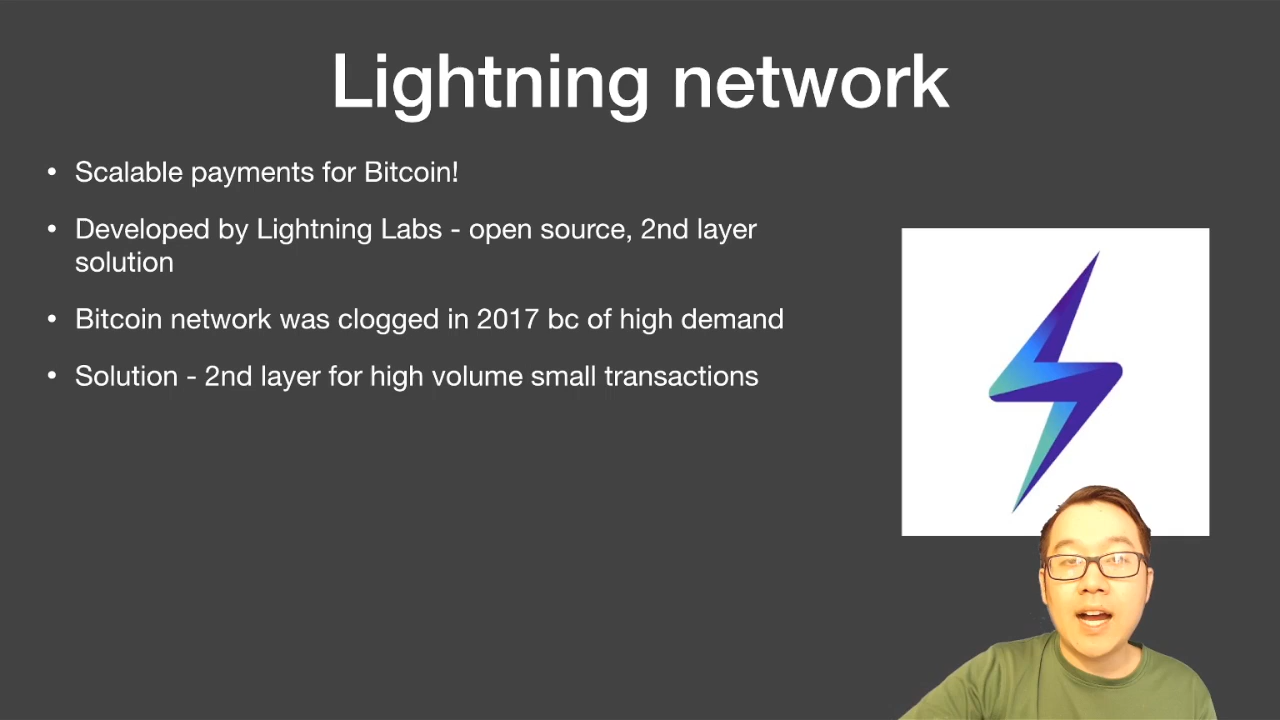 Lightning network
• Scalable payments for Bitcoin!
• Developed by Lightning Labs - open source, 2nd layer
solution
• Bitcoin network was clogged in 2017 bc of high demand
• Solution - 2nd layer for high volume small transactions